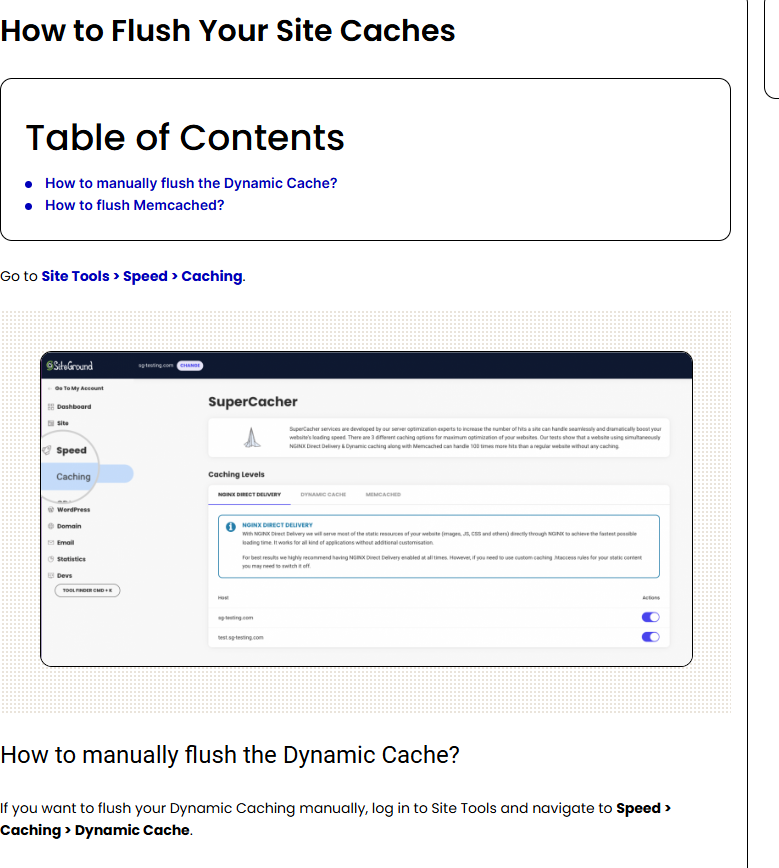 How to Flush Your Site Caches
Table of Contents
How to manually flush the Dynamic Cache?
How to flush Memcached?
Go to Site Tools > Speed > Caching.
SiteGround
sg-testing.com CHANGE
Go To My Account
Dashboard
Site
Speed
Caching
WordPress
Domain
Email
Statistics
Devs
TOOL FINDER CMD + K
SuperCacher
SuperCacher services are developed by our server optimization experts to increase the number of hits a site can handle seamlessly and dramatically boost your
website's loading speed. There are 3 different caching options for maximum optimization of your websites. Our tests show that a website using simultaneously
NGINX Direct Delivery & Dynamic caching along with Memcached can handle 100 times more hits than a regular website without any caching.
Caching Levels
NGINX DIRECT DELIVERY DYNAMIC CACHE MEMCACHED
NGINX DIRECT DELIVERY
With NGINX Direct Delivery we will serve most of the static resources of your website (images, JS, CSS and others) directly through NGINX to achieve the fastest possible
loading time. It works for all kind of applications without additional customisation.
For best results we highly recommend having NGINX Direct Delivery enabled at all times. However, if you need to use custom caching .htaccess rules for your static content
you may need to switch it off.
Host Actions
sg-testing.com
test.sg-testing.com
How to manually flush the Dynamic Cache?
If you want to flush your Dynamic Caching manually, log in to Site Tools and navigate to Speed >
Caching > Dynamic Cache.